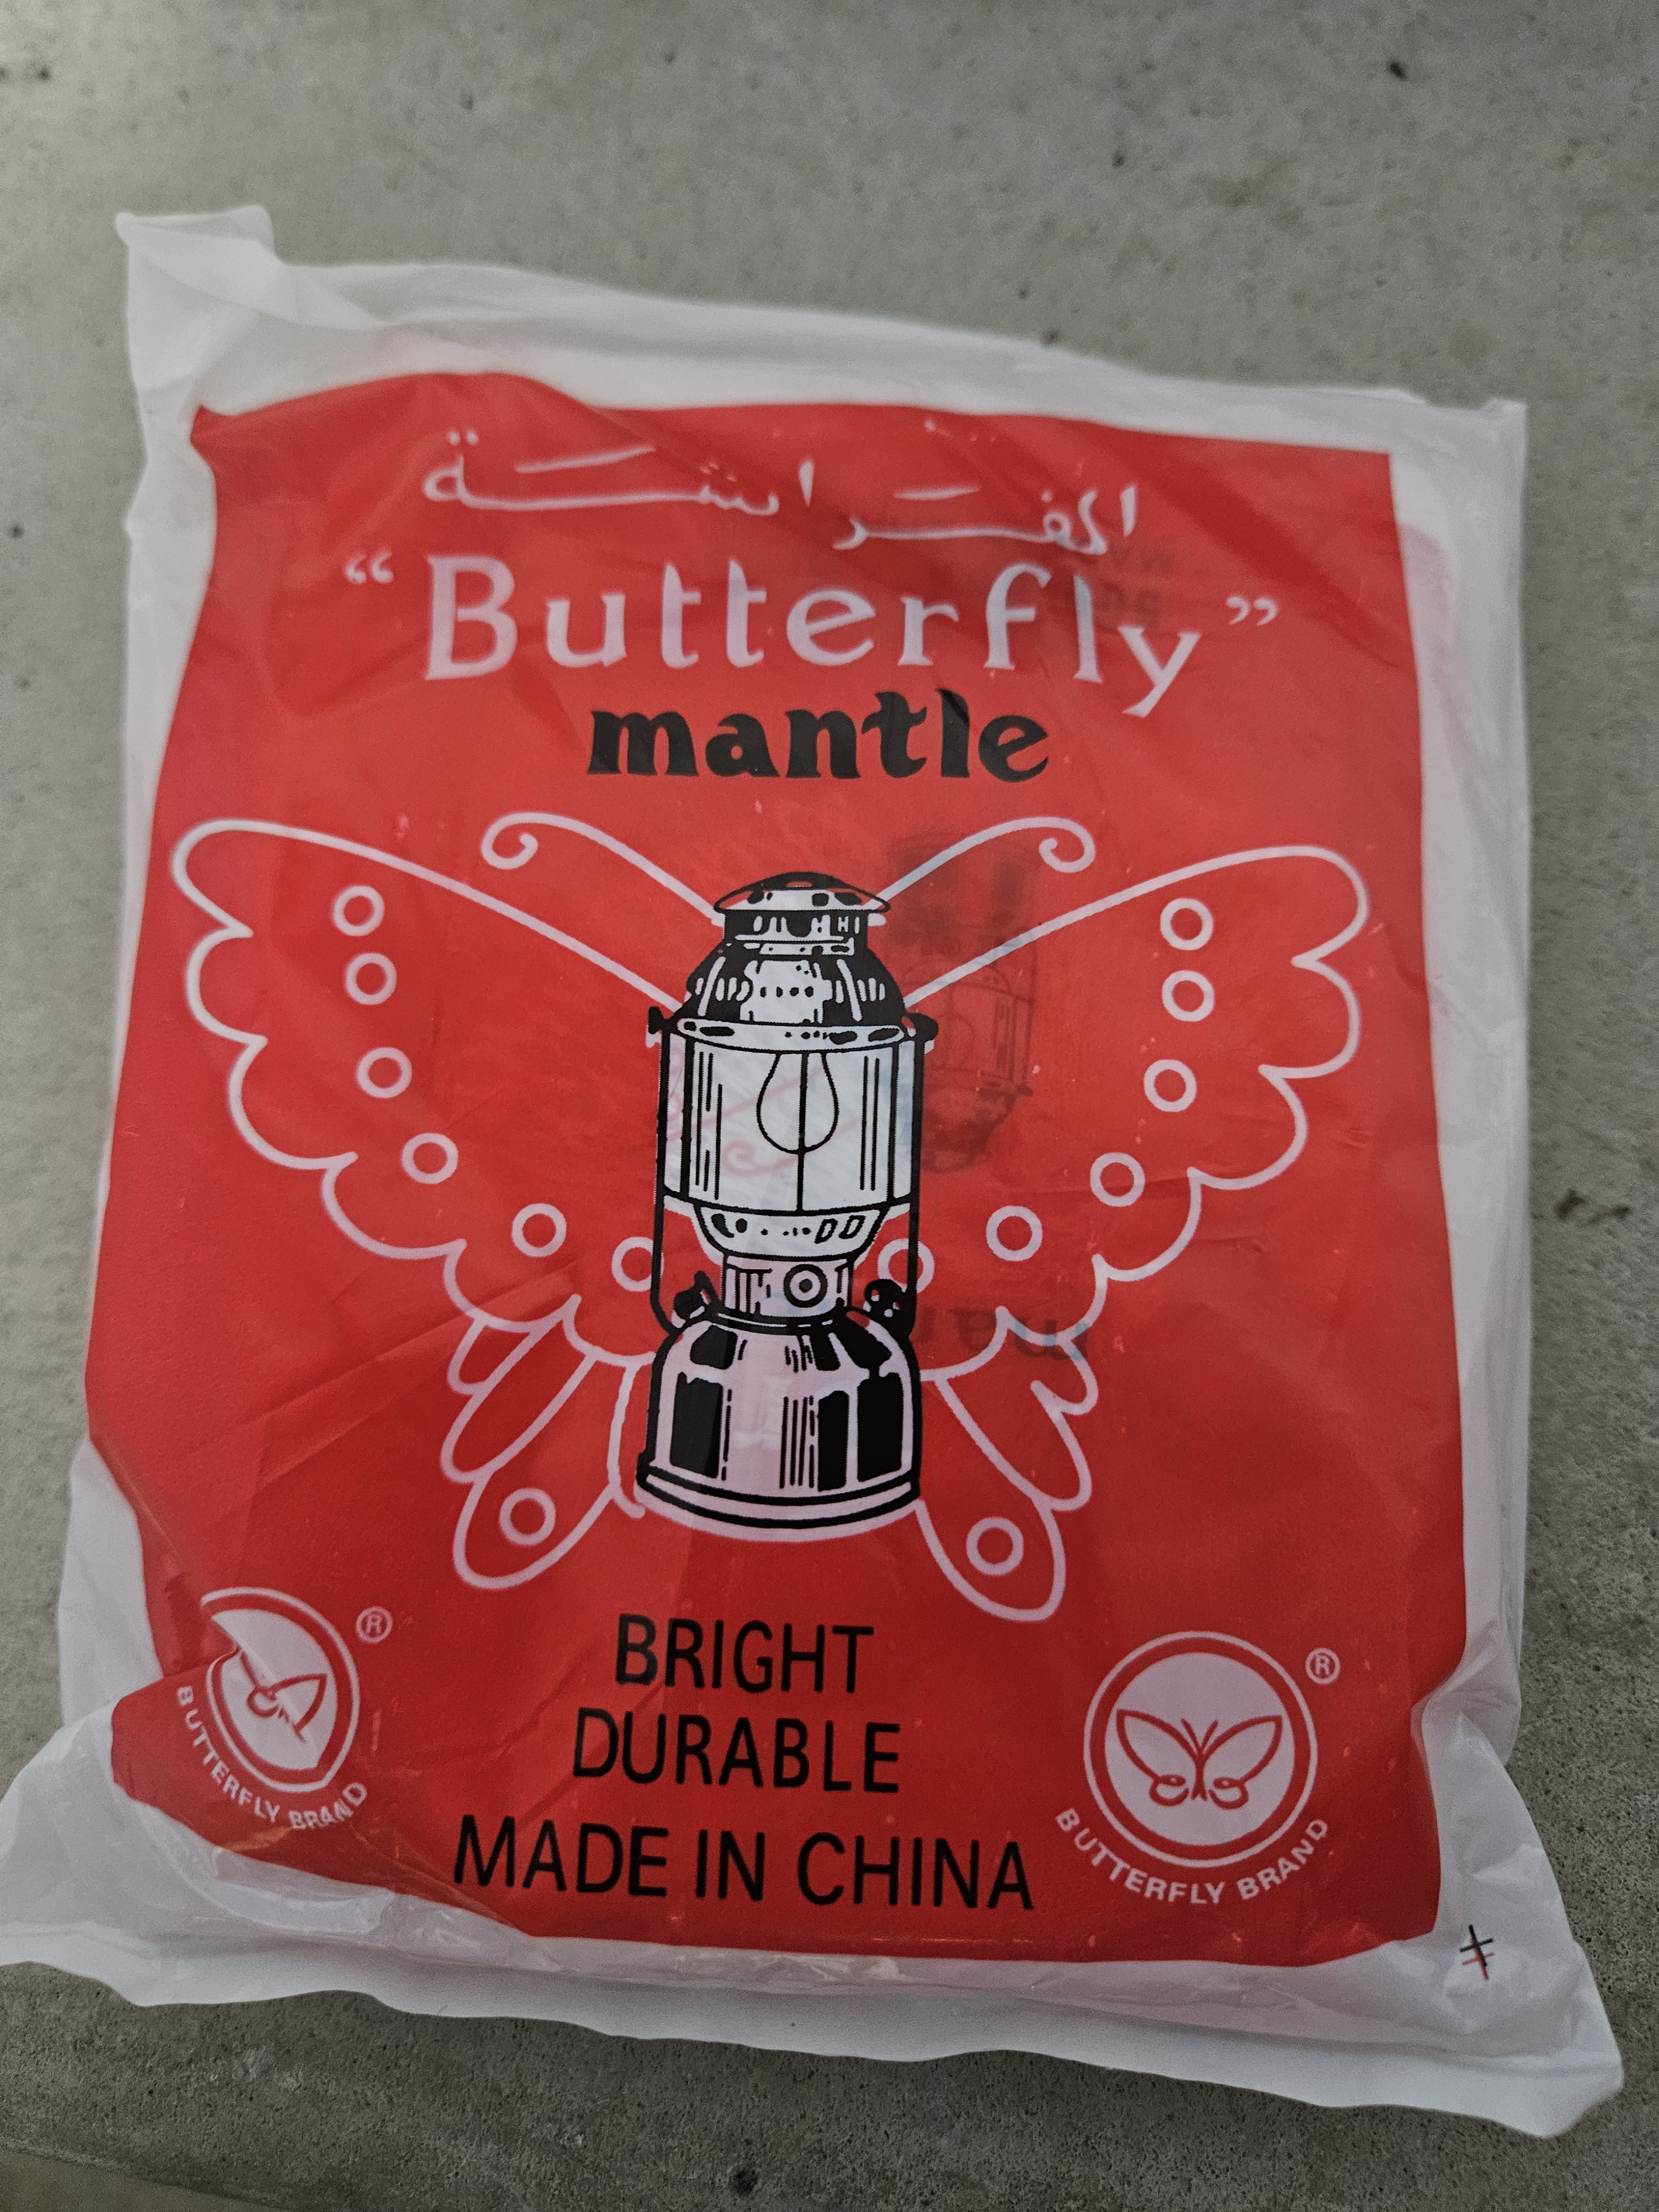 الفراشة
“Butterfly”
mantle
BRIGHT
DURABLE
MADE IN CHINA
®
BUTTERFLY BRAND
®
BUTTERFLY BRAND